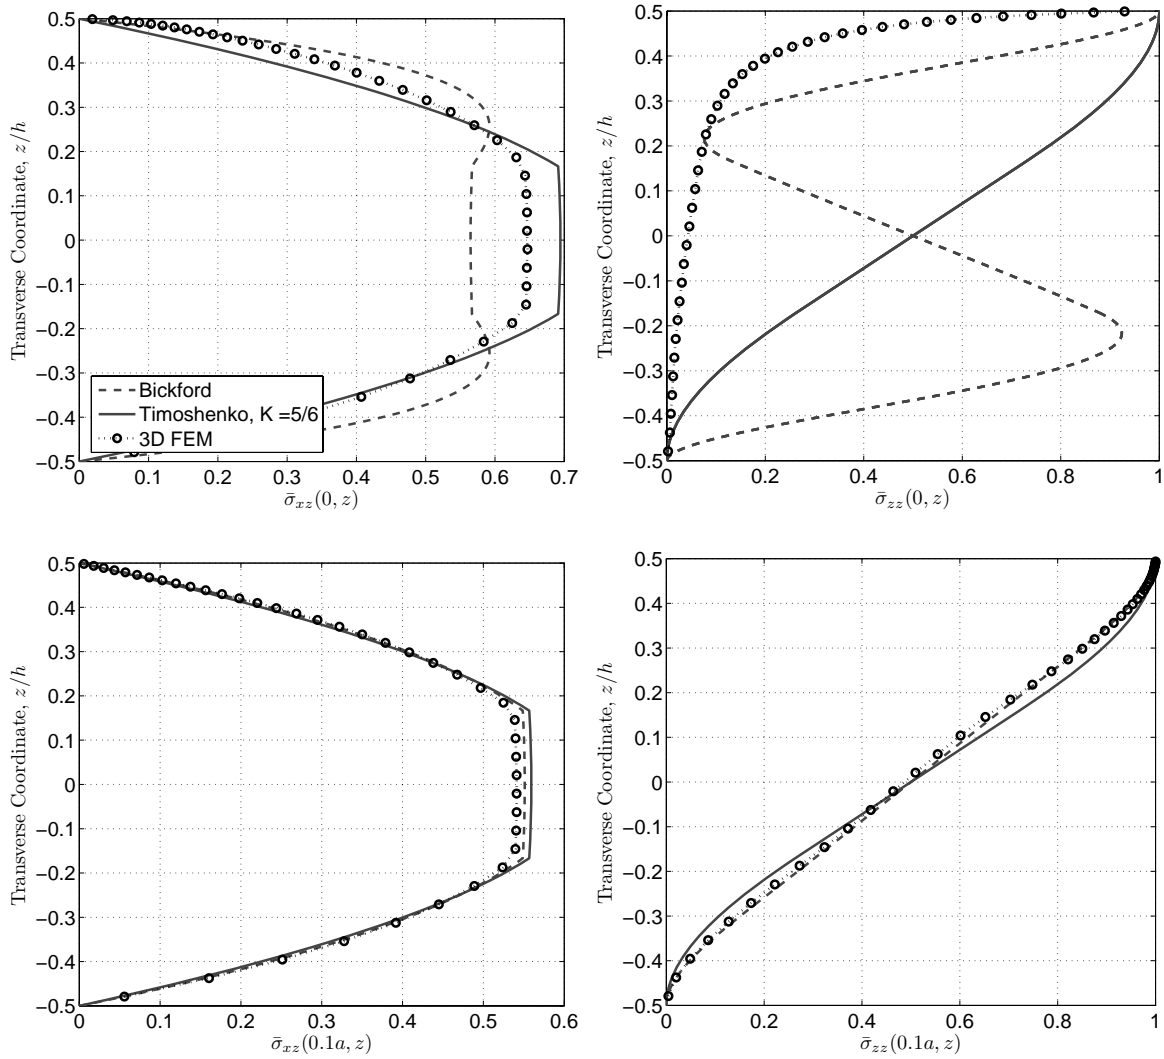 0.5
0.4
0.3
0.2
0.1
0
−0.1
−0.2
−0.3
−0.4
−0.5
Transverse Coordinate, z/h
Bickford
Timoshenko, K =5/6
3D FEM
0 0.1 0.2 0.3 0.4 0.5 0.6 0.7
σ̄xz(0, z)
0.5
0.4
0.3
0.2
0.1
0
−0.1
−0.2
−0.3
−0.4
−0.5
Transverse Coordinate, z/h
0 0.2 0.4 0.6 0.8 1
σ̄zz(0, z)
0.5
0.4
0.3
0.2
0.1
0
−0.1
−0.2
−0.3
−0.4
−0.5
Transverse Coordinate, z/h
0 0.1 0.2 0.3 0.4 0.5 0.6
σ̄xz(0.1a, z)
0.5
0.4
0.3
0.2
0.1
0
−0.1
−0.2
−0.3
−0.4
−0.5
Transverse Coordinate, z/h
0 0.2 0.4 0.6 0.8 1
σ̄zz(0.1a, z)